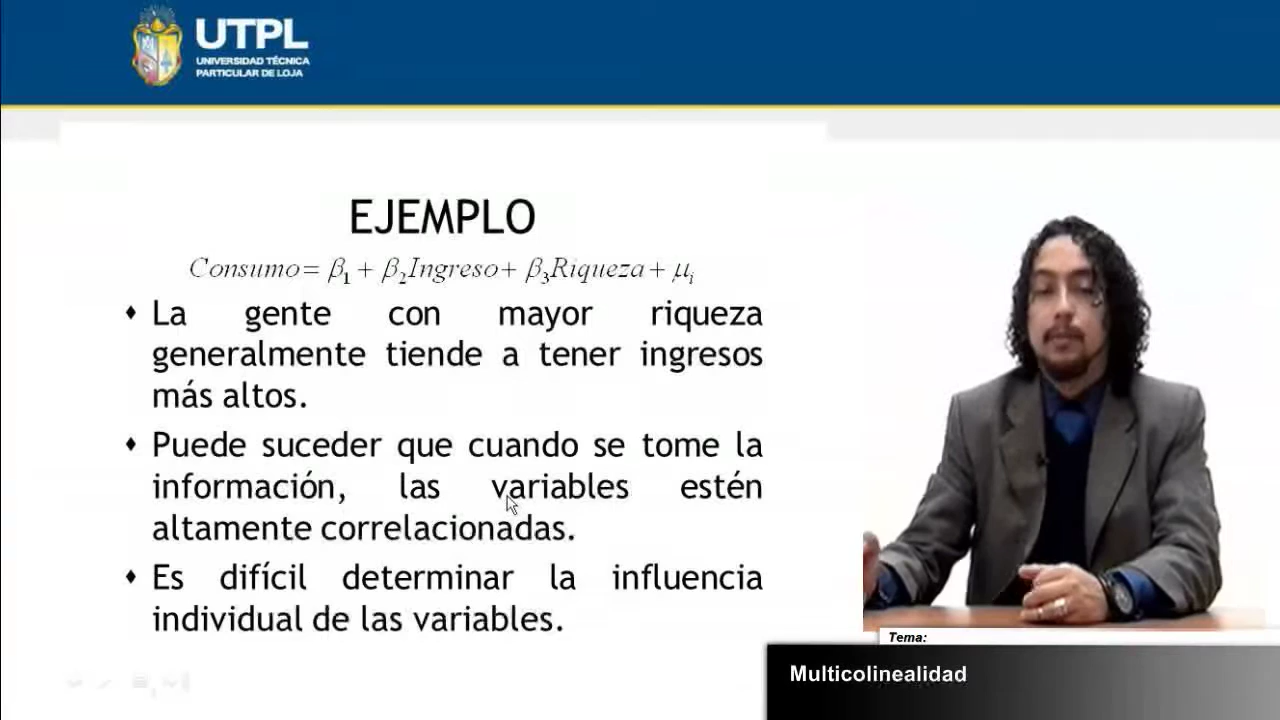 UTPL
UNIVERSIDAD TÉCNICA
PARTICULAR DE LOJA
EJEMPLO
Consumo= β1 + β2Ingreso+ β3Riqueza+ μi
La gente con mayor riqueza
generalmente tiende a tener ingresos
más altos.
Puede suceder que cuando se tome la
información, las variables estén
altamente correlacionadas.
Es difícil determinar la influencia
individual de las variables.
Tema:
Multicolinealidad